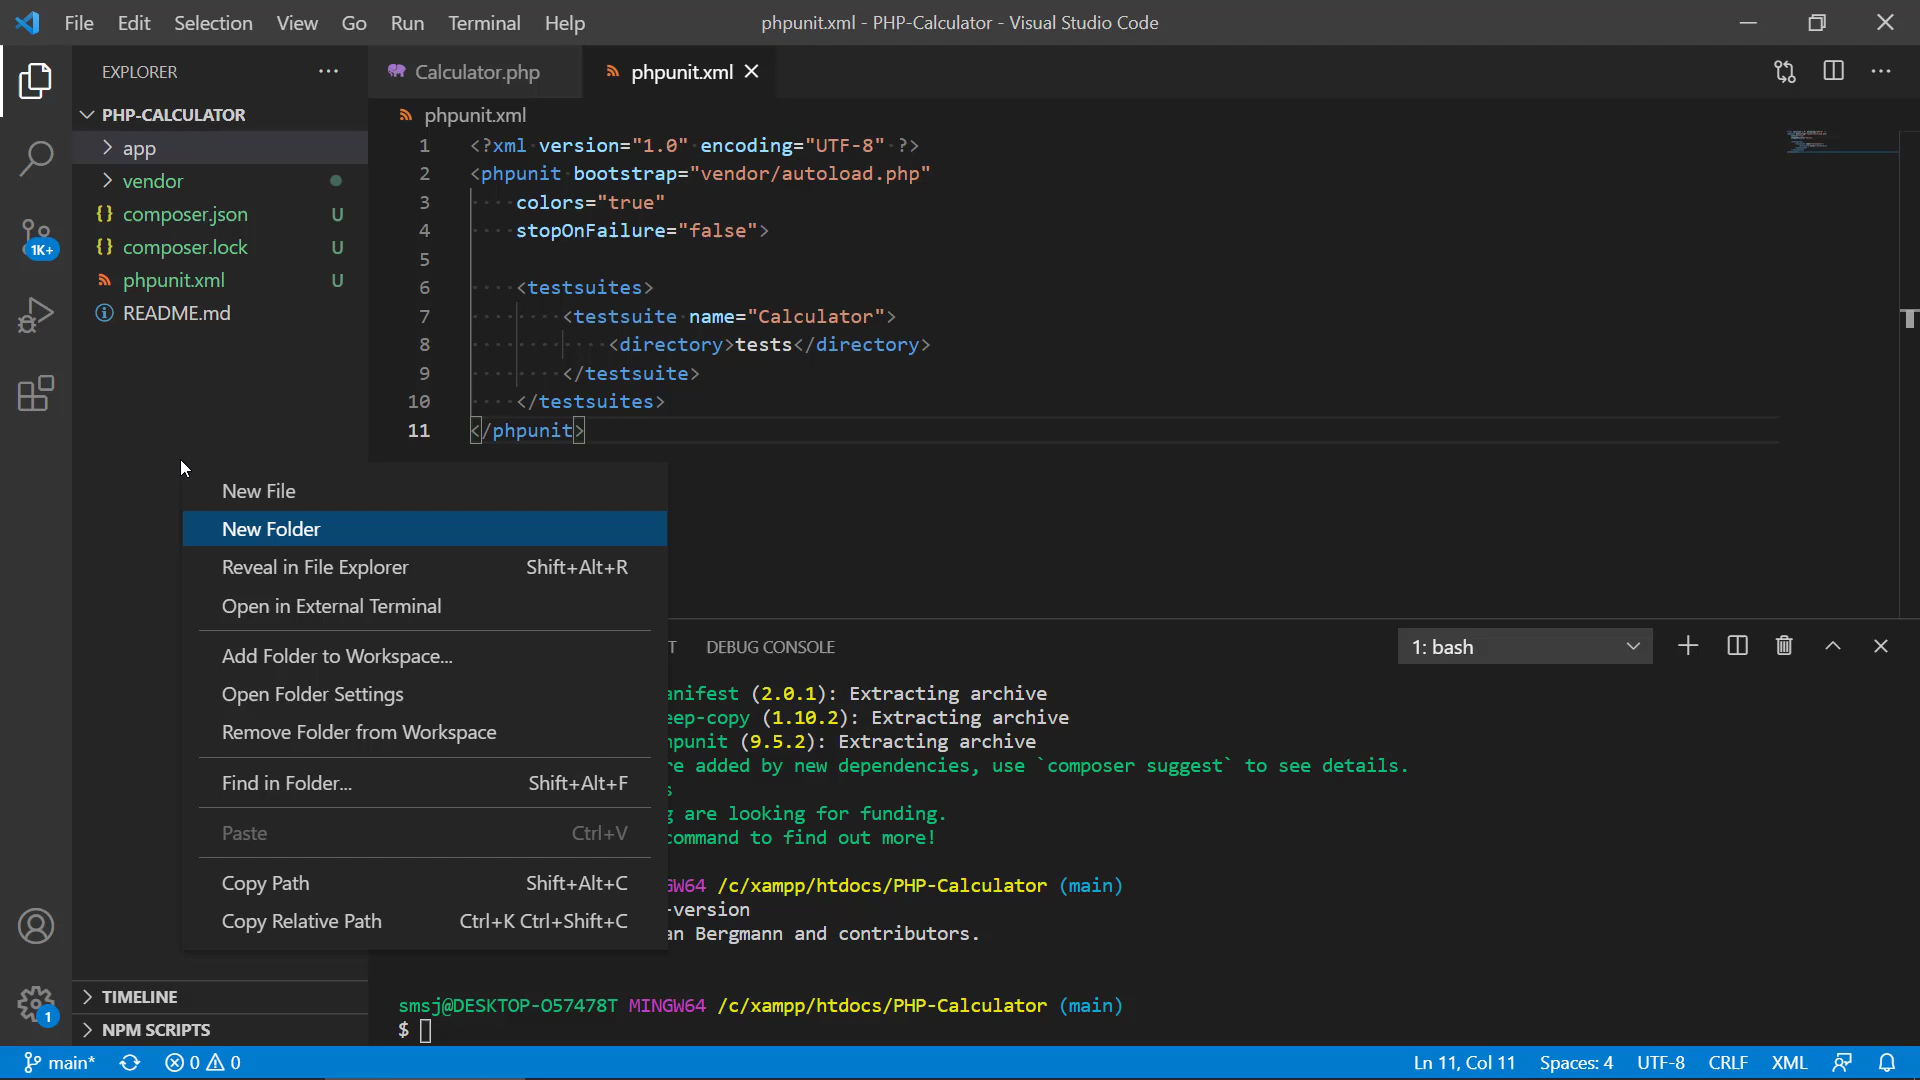 File Edit Selection View Go Run Terminal Help phpunit.xml - PHP-Calculator - Visual Studio Code
EXPLORER
PHP-CALCULATOR
app
vendor
composer.json U
composer.lock U
phpunit.xml U
README.md
1K+
Calculator.php phpunit.xml
phpunit.xml
1 <?xml version="1.0" encoding="UTF-8" ?>
2 <phpunit bootstrap="vendor/autoload.php"
3 colors="true"
4 stopOnFailure="false">
5
6 <testsuites>
7 <testsuite name="Calculator">
8 <directory>tests</directory>
9 </testsuite>
10 </testsuites>
11 </phpunit>
New File
New Folder
Reveal in File Explorer Shift+Alt+R
Open in External Terminal
Add Folder to Workspace...
Open Folder Settings
Remove Folder from Workspace
Find in Folder... Shift+Alt+F
Paste Ctrl+V
Copy Path Shift+Alt+C
Copy Relative Path Ctrl+K Ctrl+Shift+C
T DEBUG CONSOLE 1: bash
anifest (2.0.1): Extracting archive
eep-copy (1.10.2): Extracting archive
hpunit (9.5.2): Extracting archive
re added by new dependencies, use `composer suggest` to see details.
s
g are looking for funding.
command to find out more!
GW64 /c/xampp/htdocs/PHP-Calculator (main)
-version
an Bergmann and contributors.
smsj@DESKTOP-O57478T MINGW64 /c/xampp/htdocs/PHP-Calculator (main)
$
TIMELINE
NPM SCRIPTS
1
main* 0 0 Ln 11, Col 11 Spaces: 4 UTF-8 CRLF XML